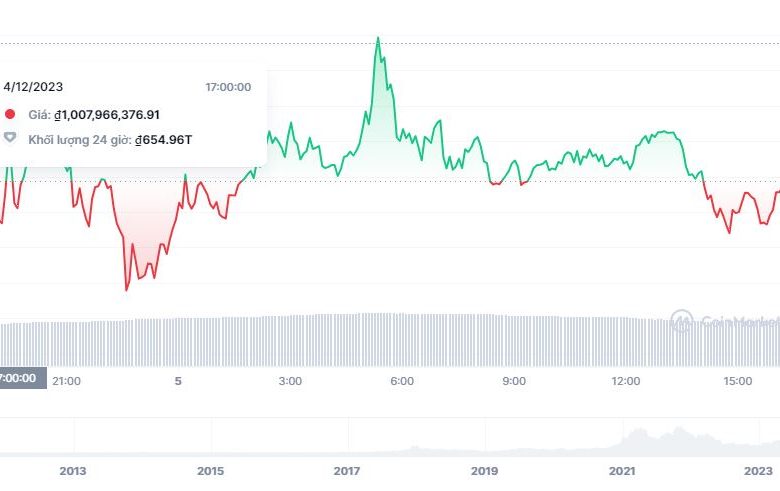 4/12/2023 17:00:00
Giá: ₫1,007,966,376.91
Khối lượng 24 giờ: ₫654.96T
CoinMarket
7:00:00 21:00 5 3:00 6:00 9:00 12:00 15:00
2013 2015 2017 2019 2021 2023